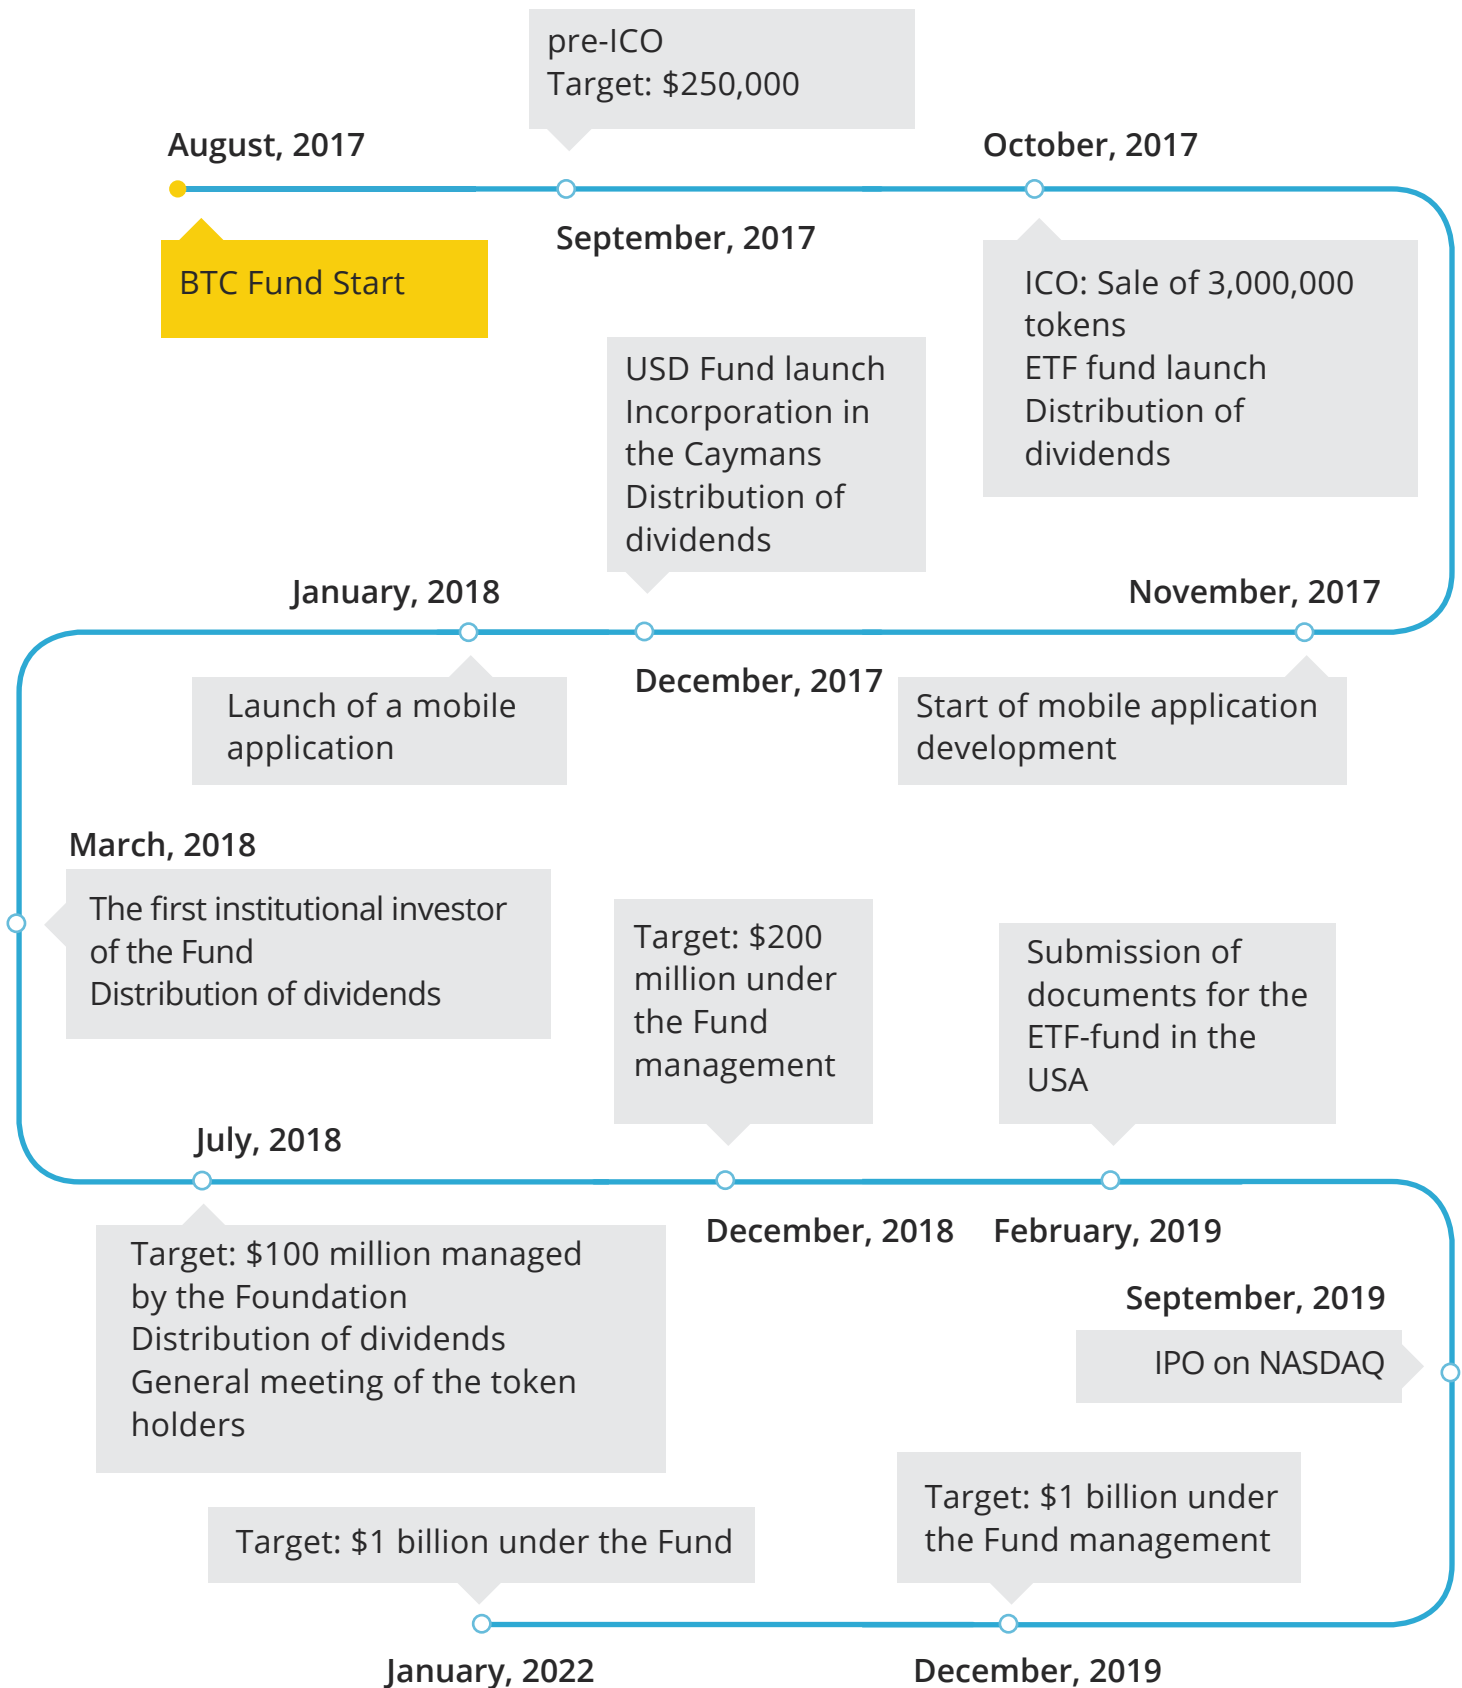 pre-ICO
Target: $250,000
August, 2017
October, 2017
September, 2017
BTC Fund Start
ICO: Sale of 3,000,000
tokens
ETF fund launch
Distribution of
dividends
USD Fund launch
Incorporation in
the Caymans
Distribution of
dividends
January, 2018
November, 2017
December, 2017
Launch of a mobile
application
Start of mobile application
development
March, 2018
The first institutional investor
of the Fund
Distribution of dividends
Target: $200
million under
the Fund
management
Submission of
documents for the
ETF-fund in the
USA
July, 2018
December, 2018
February, 2019
Target: $100 million managed
by the Foundation
Distribution of dividends
General meeting of the token
holders
September, 2019
IPO on NASDAQ
Target: $1 billion under
the Fund management
Target: $1 billion under the Fund
January, 2022
December, 2019